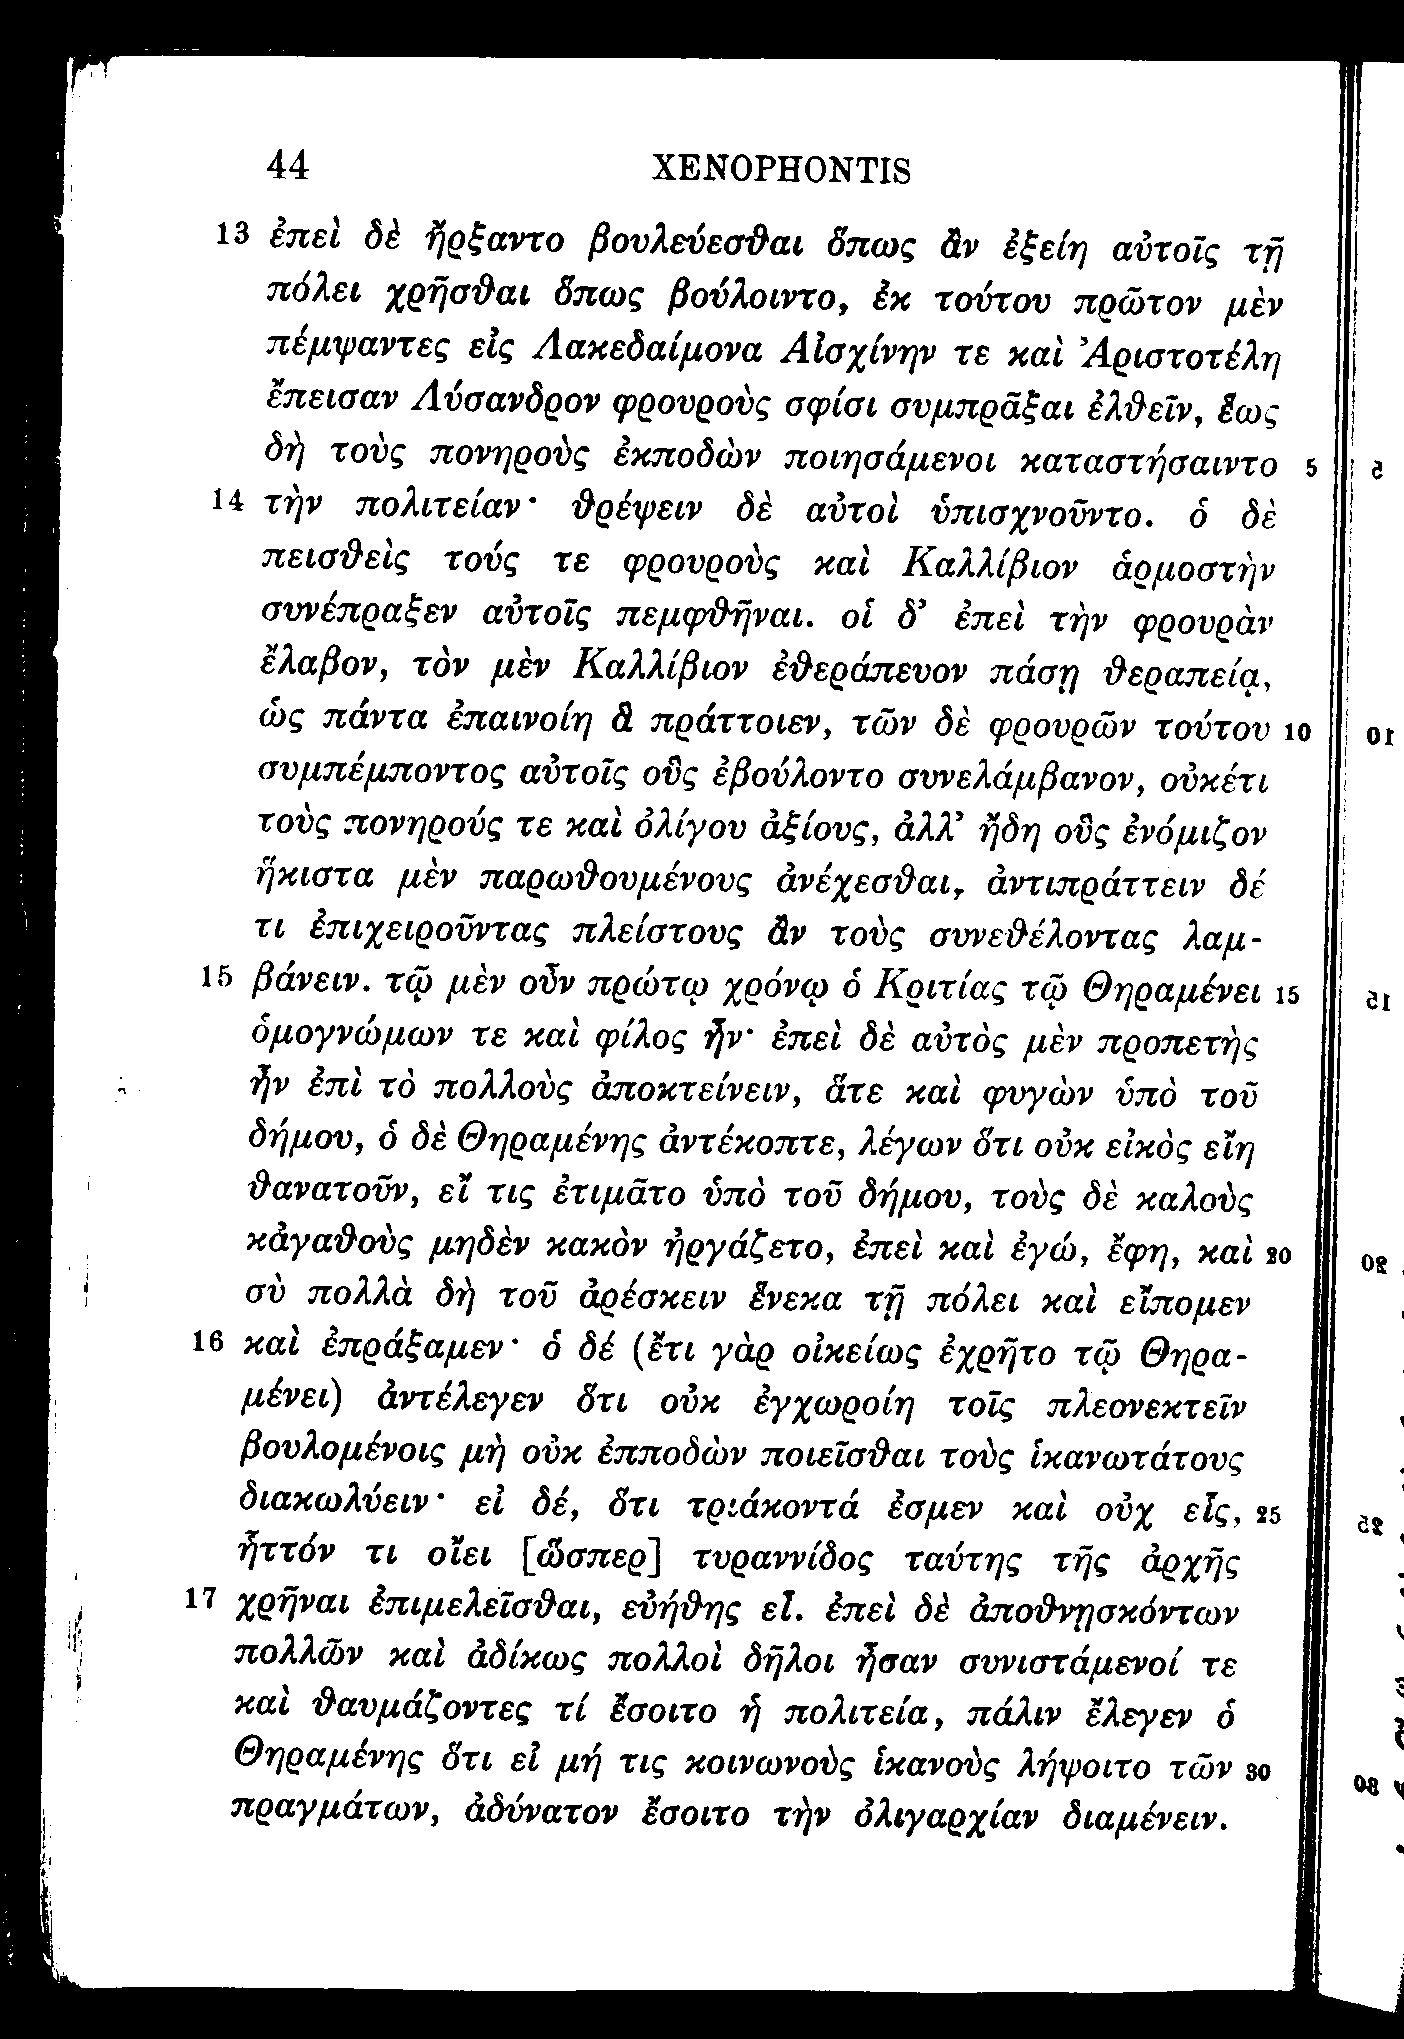 44 XENOPHONTIS
13 ἐπεὶ δὲ ἤρξαντο βουλεύεσθαι ὅπως ἂν ἐξείη αὐτοῖς τῇ
πόλει χρῆσθαι ὅπως βούλοιντο, ἐκ τούτου πρῶτον μὲν
πέμψαντες εἰς Λακεδαίμονα Αἰσχίνην τε καὶ Ἀριστοτέλη
ἔπεισαν Λύσανδρον φρουροὺς σφίσι συμπρᾶξαι ἐλθεῖν, ἕως
δὴ τοὺς πονηροὺς ἐκποδὼν ποιησάμενοι καταστήσαιντο 5
14 τὴν πολιτείαν· θρέψειν δὲ αὐτοὶ ὑπισχνοῦντο. ὁ δὲ
πεισθεὶς τούς τε φρουροὺς καὶ Καλλίβιον ἁρμοστὴν
συνέπραξεν αὐτοῖς πεμφθῆναι. οἱ δ’ ἐπεὶ τὴν φρουρὰν
ἔλαβον, τὸν μὲν Καλλίβιον ἐθεράπευον πάσῃ θεραπείᾳ,
ὡς πάντα ἐπαινοίη ἃ πράττοιεν, τῶν δὲ φρουρῶν τούτου 10
συμπέμποντος αὐτοῖς οὓς ἐβούλοντο συνελάμβανον, οὐκέτι
τοὺς πονηρούς τε καὶ ὀλίγου ἀξίους, ἀλλ’ ἤδη οὓς ἐνόμιζον
ἥκιστα μὲν παρωθουμένους ἀνέχεσθαι, ἀντιπράττειν δέ
τι ἐπιχειροῦντας πλείστους ἂν τοὺς συνεθέλοντας λαμ-
15 βάνειν. τῷ μὲν οὖν πρώτῳ χρόνῳ ὁ Κριτίας τῷ Θηραμένει 15
ὁμογνώμων τε καὶ φίλος ἦν· ἐπεὶ δὲ αὐτὸς μὲν προπετὴς
ἦν ἐπὶ τὸ πολλοὺς ἀποκτείνειν, ἅτε καὶ φυγὼν ὑπὸ τοῦ
δήμου, ὁ δὲ Θηραμένης ἀντέκοπτε, λέγων ὅτι οὐκ εἰκὸς εἴη
θανατοῦν, εἴ τις ἐτιμᾶτο ὑπὸ τοῦ δήμου, τοὺς δὲ καλοὺς
κἀγαθοὺς μηδὲν κακὸν ἠργάζετο, ἐπεὶ καὶ ἐγώ, ἔφη, καὶ 20
σὺ πολλὰ δὴ τοῦ ἀρέσκειν ἕνεκα τῇ πόλει καὶ εἴπομεν
16 καὶ ἐπράξαμεν· ὁ δέ (ἔτι γὰρ οἰκείως ἐχρῆτο τῷ Θηρα-
μένει) ἀντέλεγεν ὅτι οὐκ ἐγχωροίη τοῖς πλεονεκτεῖν
βουλομένοις μὴ οὐκ ἐπποδὼν ποιεῖσθαι τοὺς ἱκανωτάτους
διακωλύειν· εἰ δέ, ὅτι τριάκοντά ἐσμεν καὶ οὐχ εἷς, 25
ἧττόν τι οἴει [ὥσπερ] τυραννίδος ταύτης τῆς ἀρχῆς
17 χρῆναι ἐπιμελεῖσθαι, εὐήθης εἶ. ἐπεὶ δὲ ἀποθνῃσκόντων
πολλῶν καὶ ἀδίκως πολλοὶ δῆλοι ἦσαν συνιστάμενοί τε
καὶ θαυμάζοντες τί ἔσοιτο ἡ πολιτεία, πάλιν ἔλεγεν ὁ
Θηραμένης ὅτι εἰ μή τις κοινωνοὺς ἱκανοὺς λήψοιτο τῶν 30
πραγμάτων, ἀδύνατον ἔσοιτο τὴν ὀλιγαρχίαν διαμένειν.